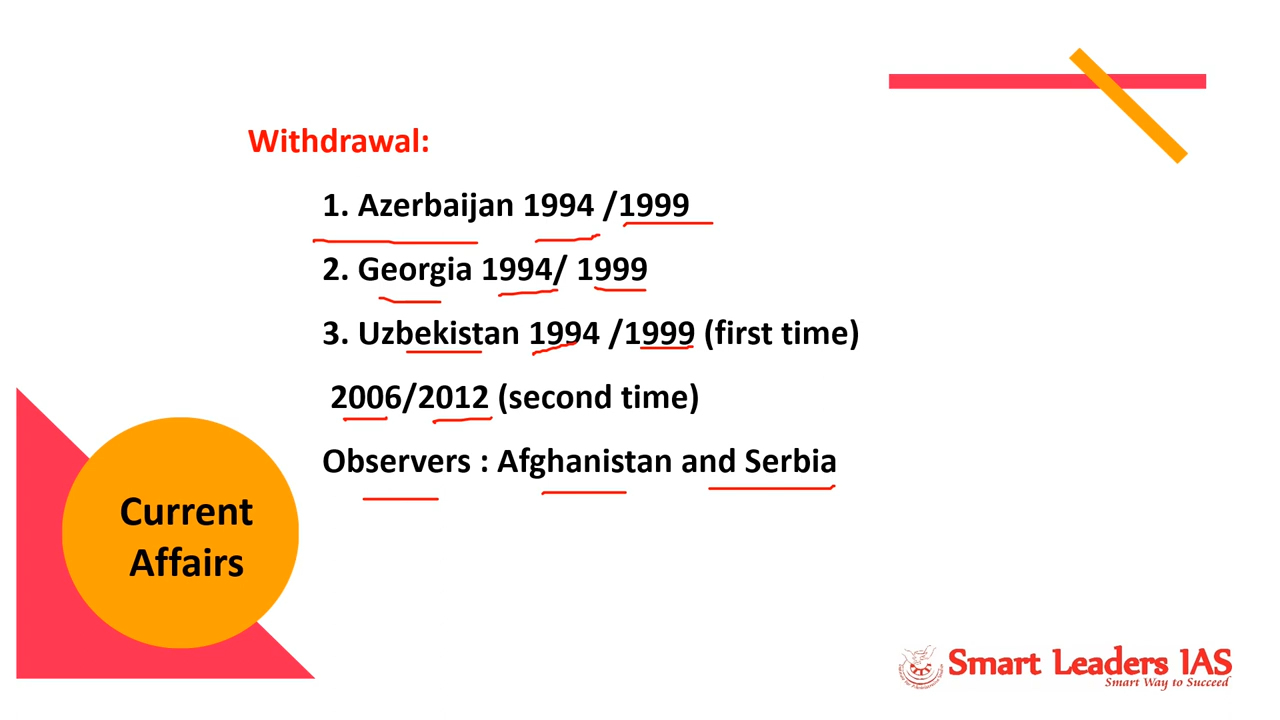 Withdrawal:
1. Azerbaijan 1994 /1999
2. Georgia 1994/ 1999
3. Uzbekistan 1994 /1999 (first time)
2006/2012 (second time)
Observers : Afghanistan and Serbia
Current
Affairs
Smart Leaders IAS
Smart Way to Succeed